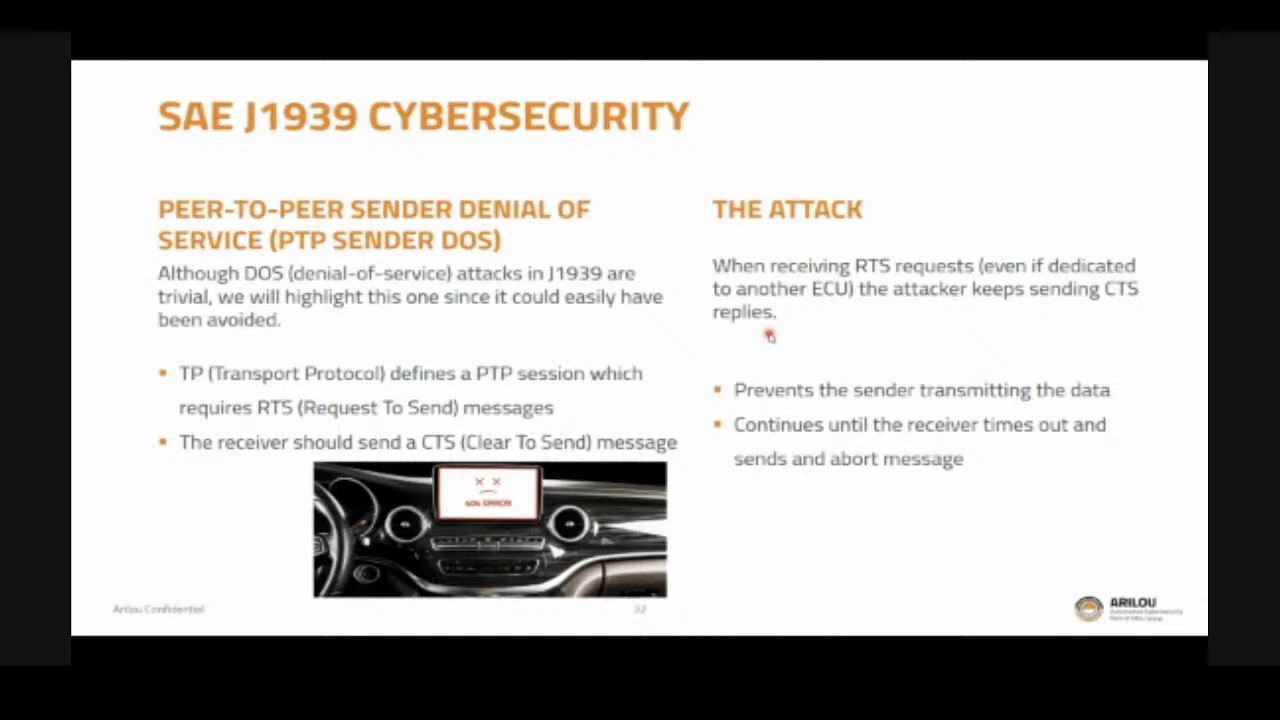 SAE J1939 CYBERSECURITY
PEER-TO-PEER SENDER DENIAL OF
SERVICE (PTP SENDER DOS)
Although DOS (denial-of-service) attacks in J1939 are
trivial, we will highlight this one since it could easily have
been avoided.
▪ TP (Transport Protocol) defines a PTP session which
requires RTS (Request To Send) messages
▪ The receiver should send a CTS (Clear To Send) message
404 ERROR
THE ATTACK
When receiving RTS requests (even if dedicated
to another ECU) the attacker keeps sending CTS
replies.
▪ Prevents the sender transmitting the data
▪ Continues until the receiver times out and
sends and abort message
Arilou Confidential
ARILOU
Automotive Cybersecurity